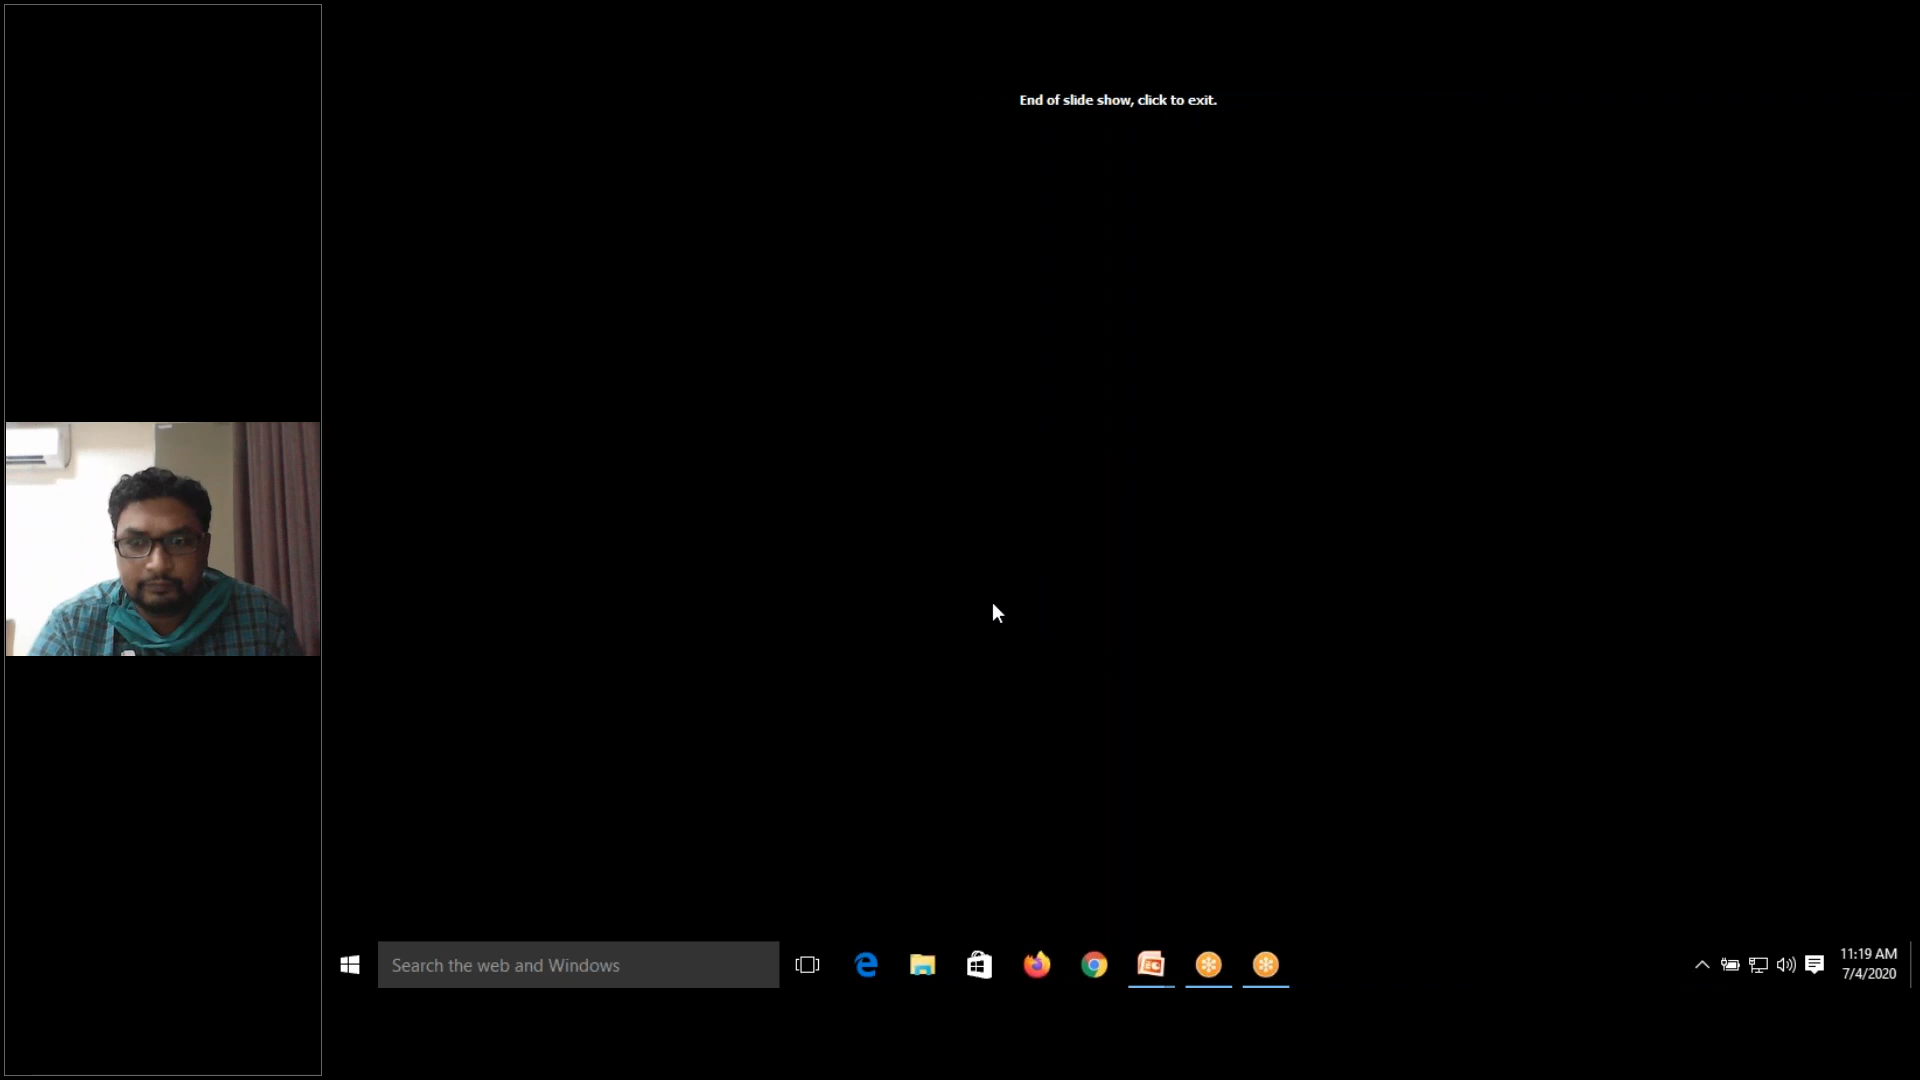 End of slide show, click to exit.
Search the web and Windows
11:19 AM
7/4/2020